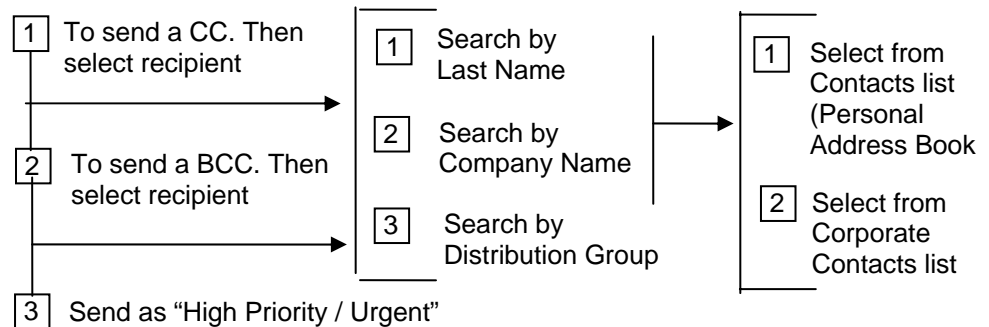 1 To send a CC. Then
select recipient
2 To send a BCC. Then
select recipient
3 Send as “High Priority / Urgent”
1 Search by
Last Name
2 Search by
Company Name
3 Search by
Distribution Group
1 Select from
Contacts list
(Personal
Address Book
2 Select from
Corporate
Contacts list